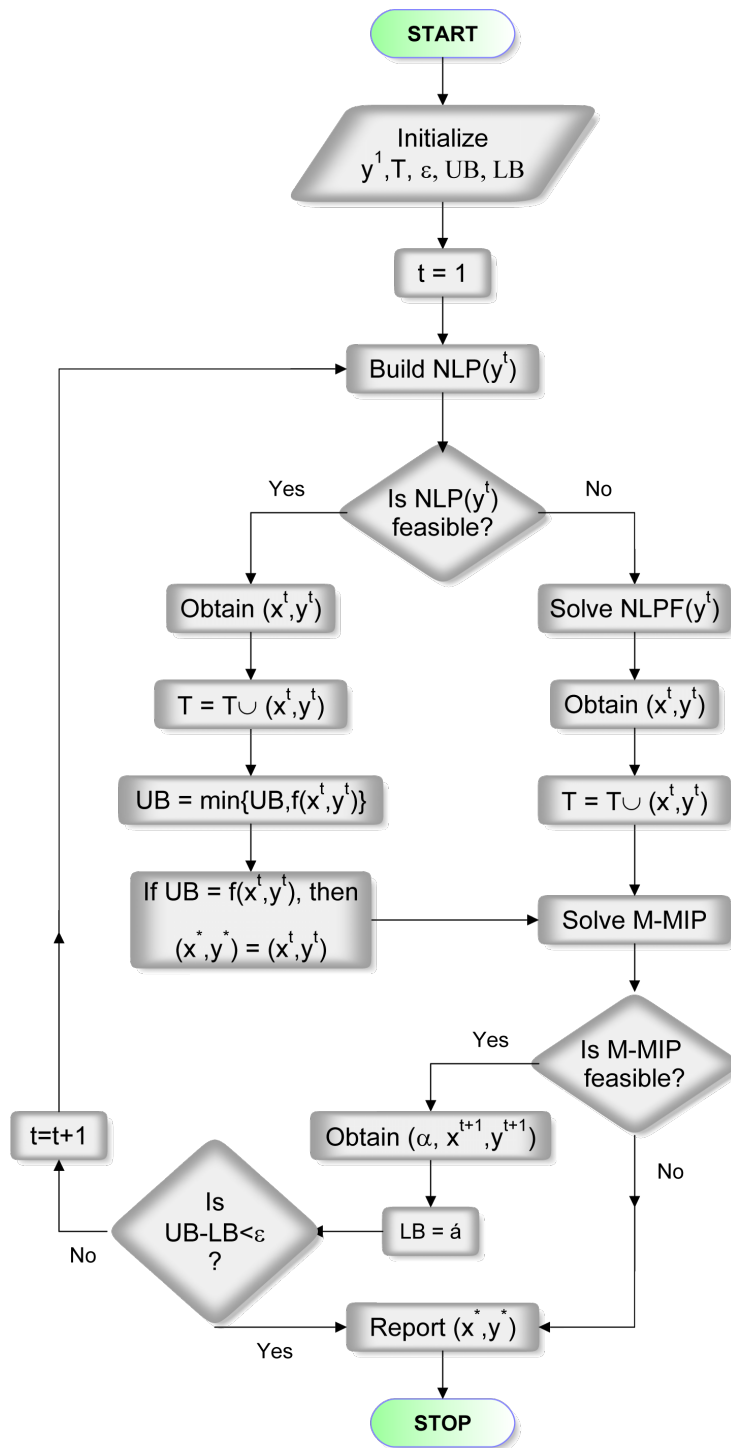 START
Initialize
y¹,T, ε, UB, LB
t = 1
Build NLP(yᵗ)
Is NLP(yᵗ)
feasible?
Yes
No
Obtain (xᵗ,yᵗ)
Solve NLPF(yᵗ)
T = T∪ (xᵗ,yᵗ)
Obtain (xᵗ,yᵗ)
UB = min{UB,f(xᵗ,yᵗ)}
T = T∪ (xᵗ,yᵗ)
If UB = f(xᵗ,yᵗ), then
(x*,y*) = (xᵗ,yᵗ)
Solve M-MIP
Is M-MIP
feasible?
Yes
No
Obtain (α, xᵗ⁺¹,yᵗ⁺¹)
LB = á
Is
UB-LB<ε
?
No
t=t+1
Yes
Report (x*,y*)
STOP